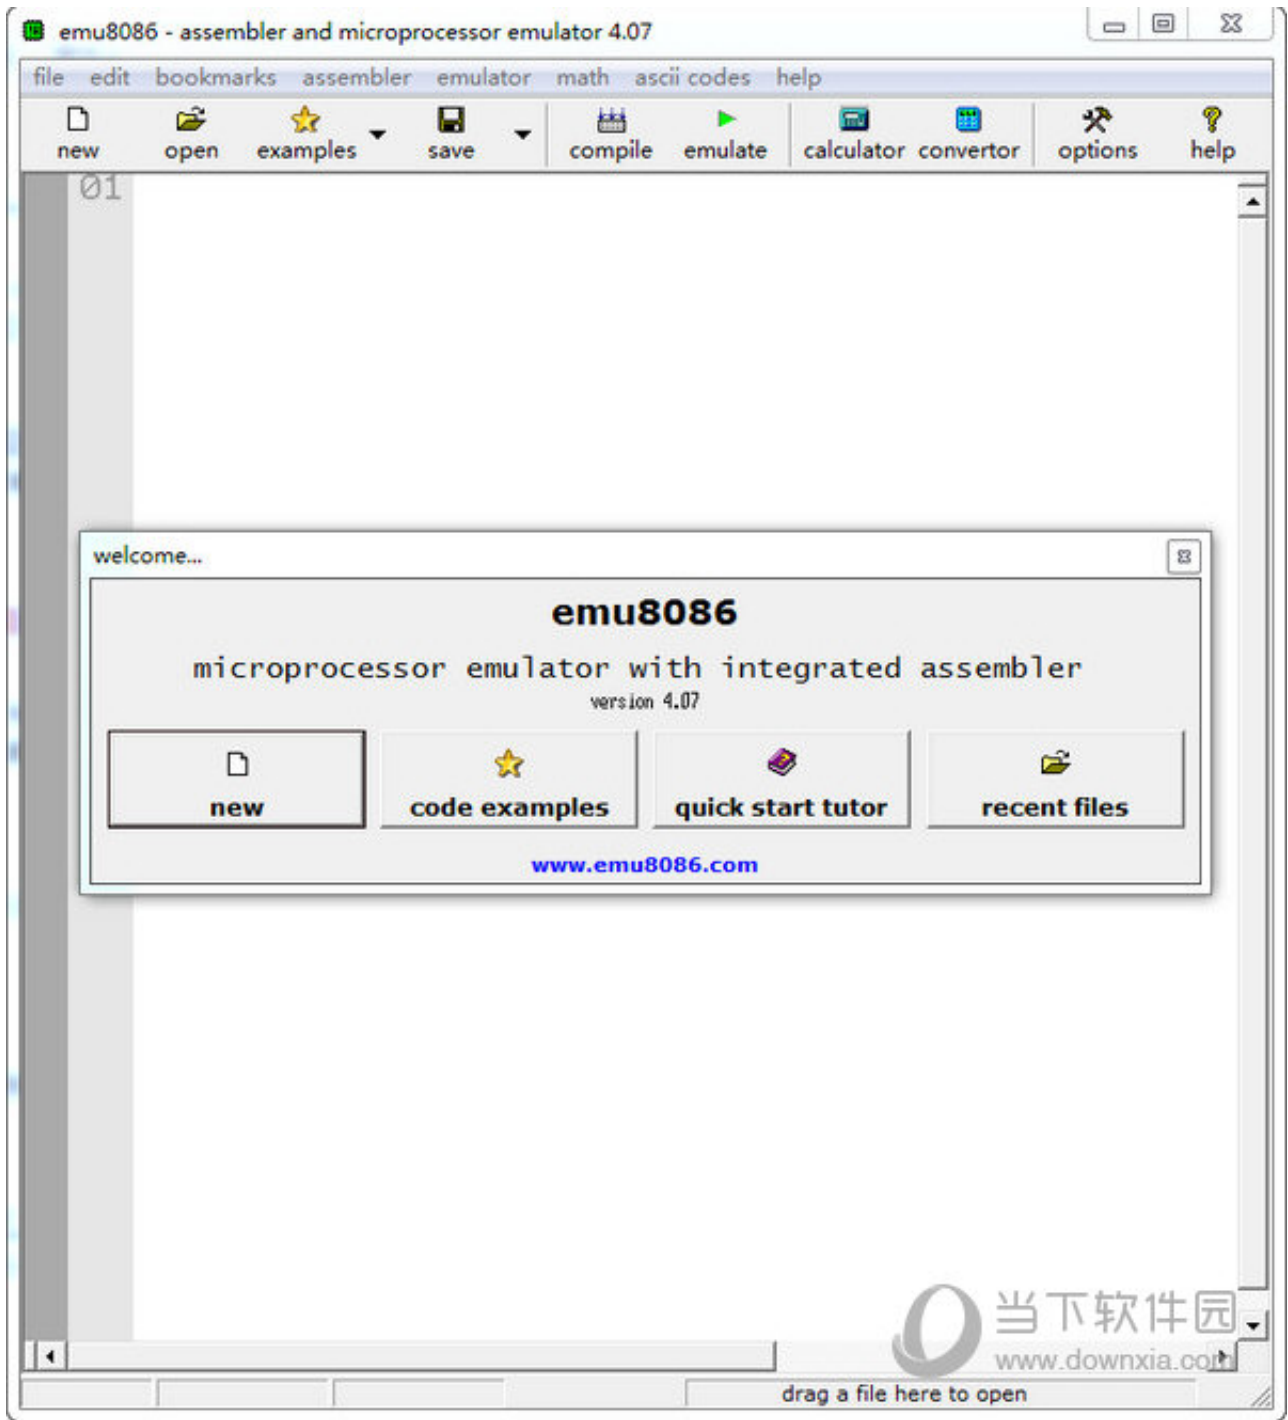 emu8086 - assembler and microprocessor emulator 4.07
file edit bookmarks assembler emulator math ascii codes help
new open examples save compile emulate calculator convertor options help
01
welcome...
emu8086
microprocessor emulator with integrated assembler
version 4.07
new code examples quick start tutor recent files
www.emu8086.com
当下软件园
www.downxia.com
drag a file here to open